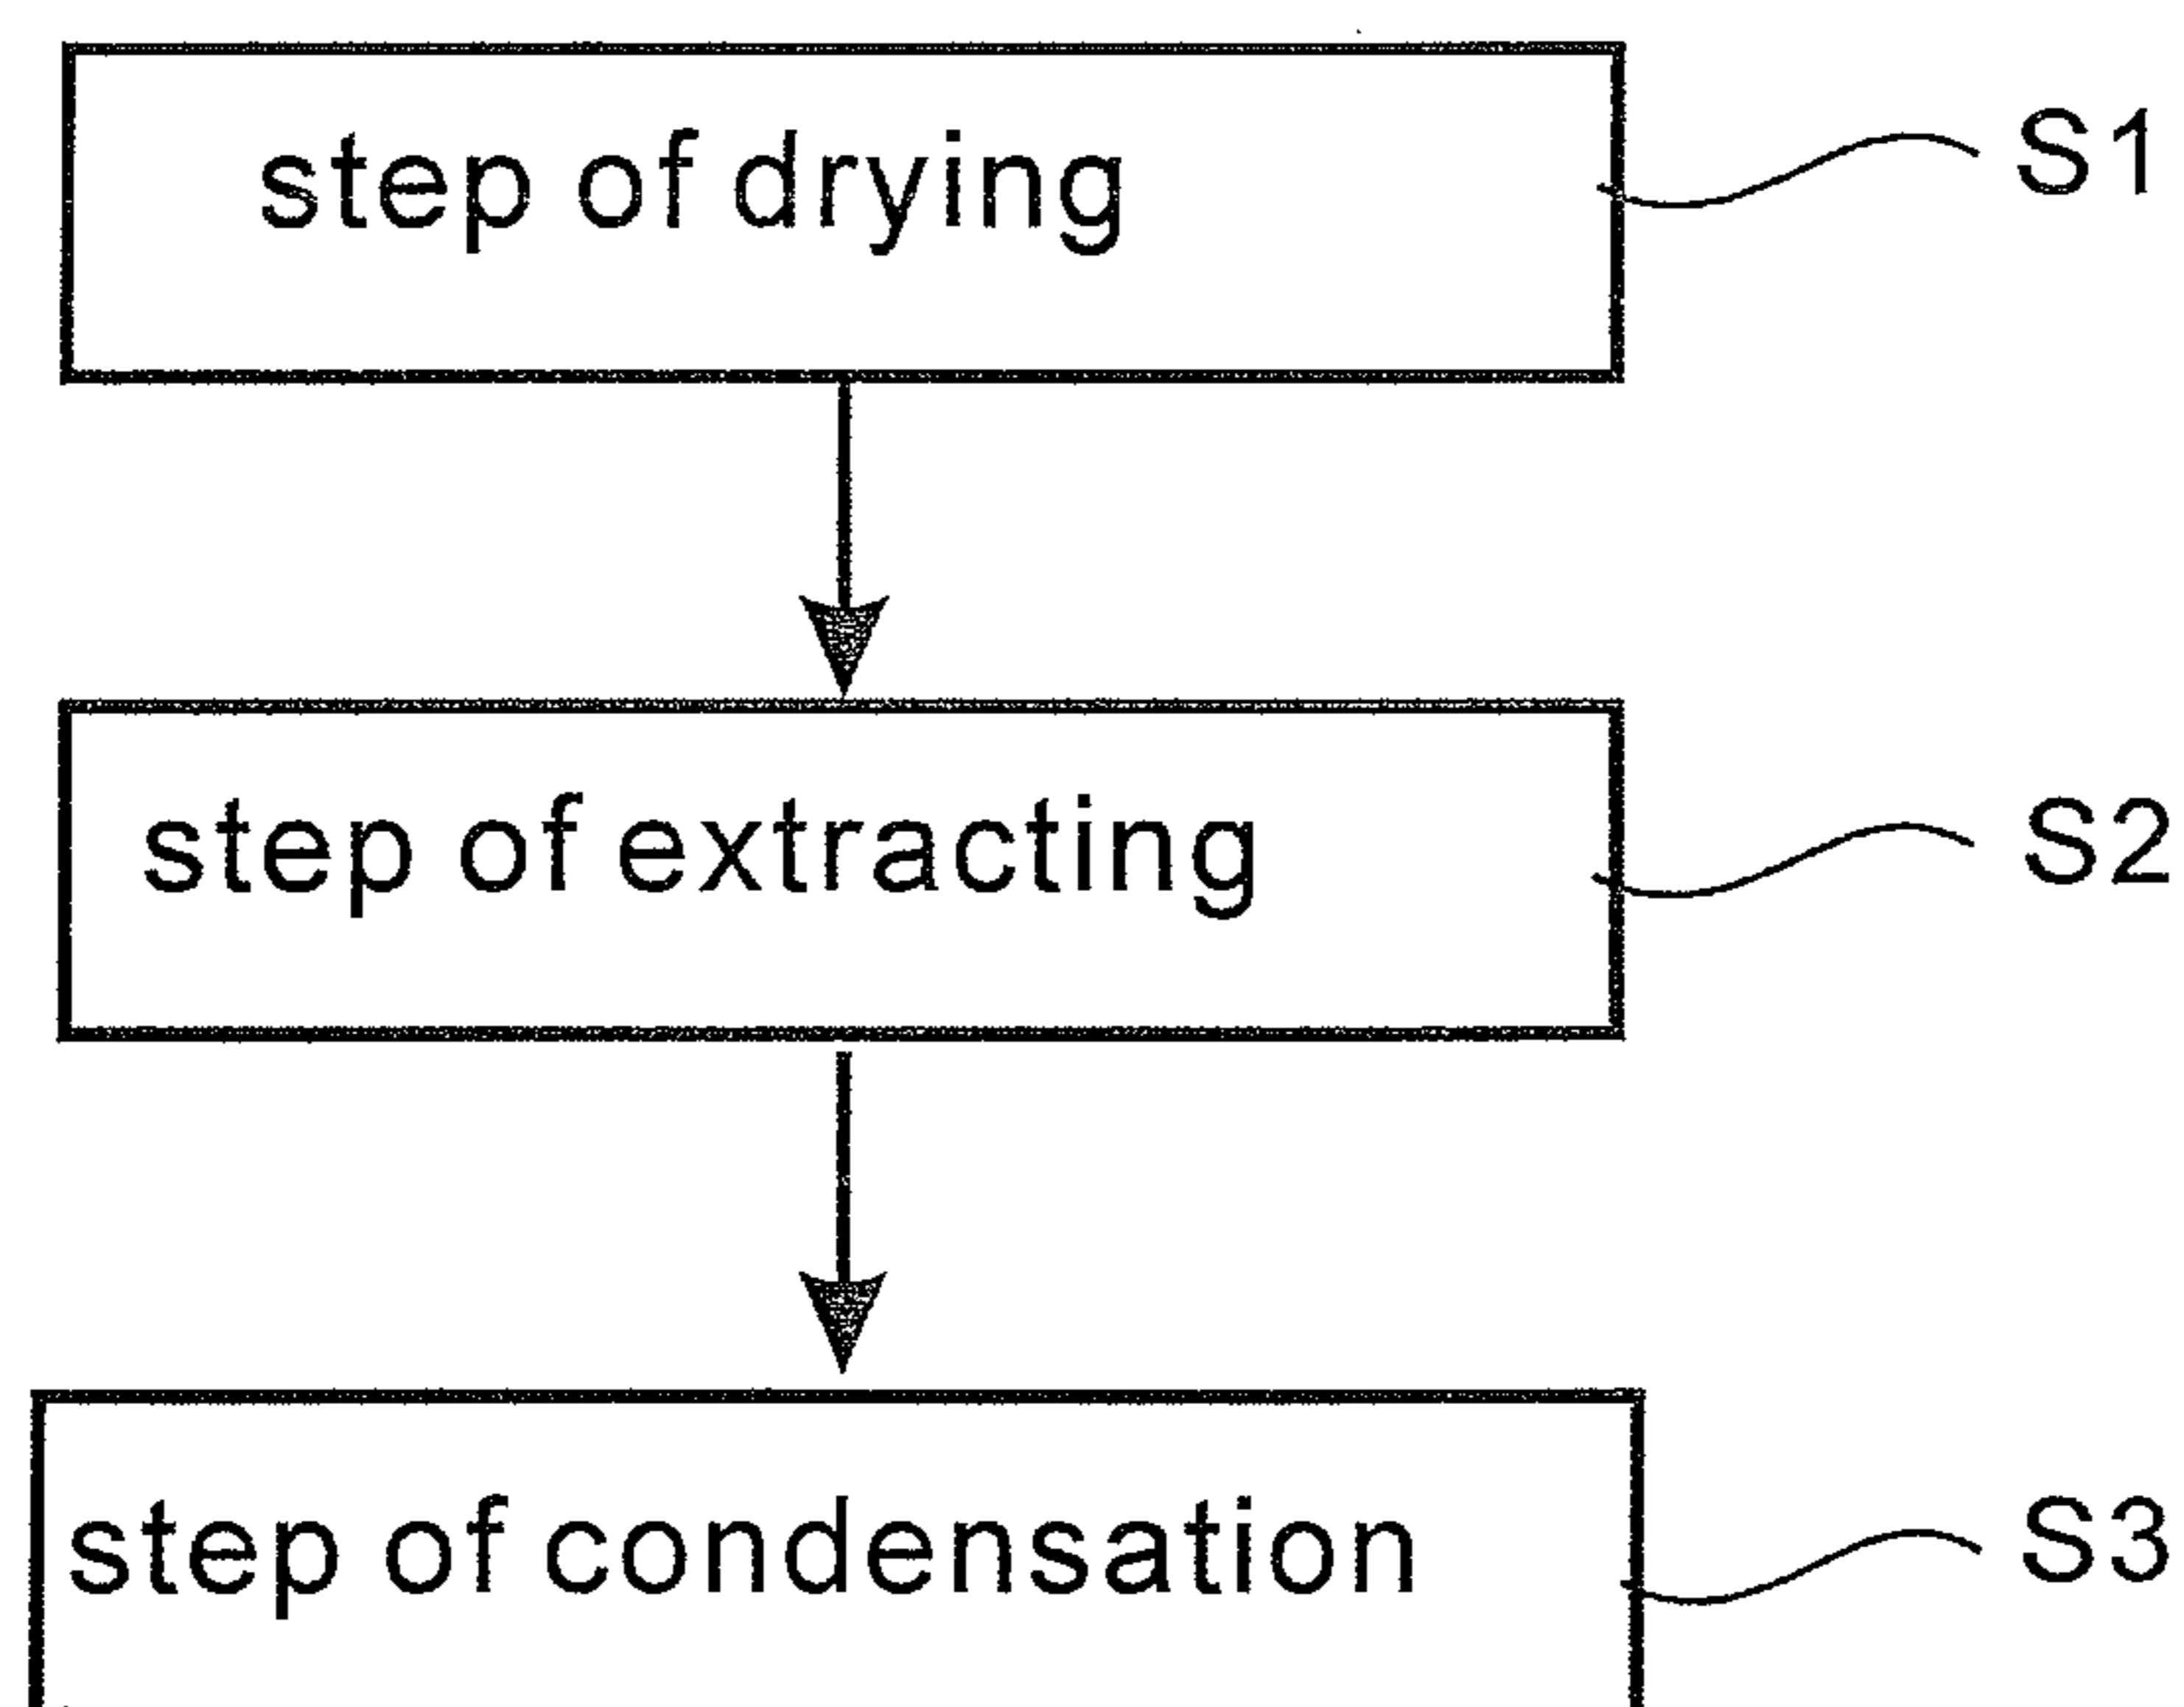 step of drying
S1
step of extracting
S2
step of condensation
S3